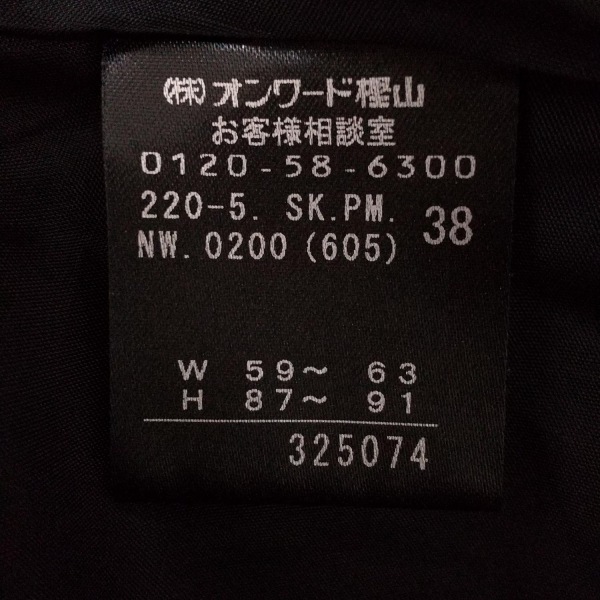 ㈱オンワード樫山
お客様相談室
0120-58-6300
220-5. SK.PM. 38
NW. 0200 (605)
W 59〜 63
H 87〜 91
325074